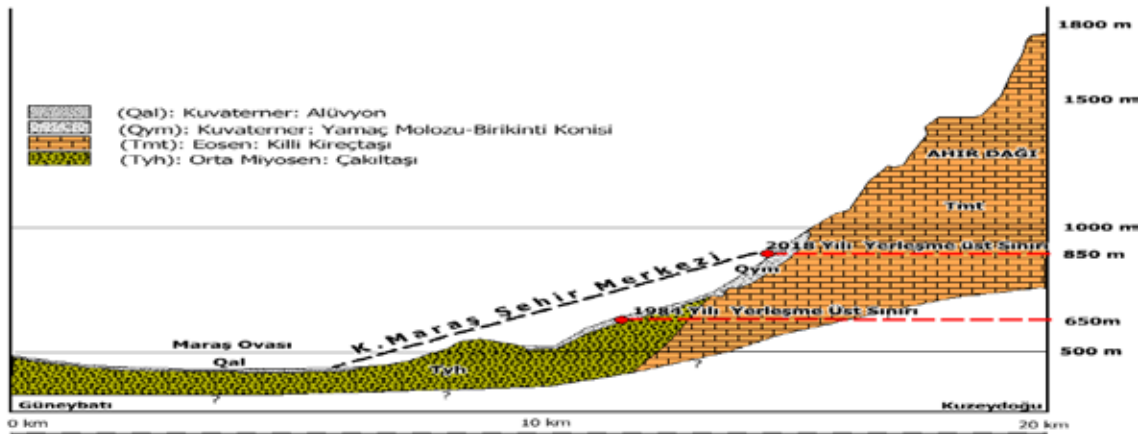 1800 m
(Qal): Kuvaterner: Alüvyon
1500 m
(Qym): Kuvaterner: Yamaç Molozu-Birikinti Konisi
(Tmt): Eosen: Killi Kireçtaşı
(Tyh): Orta Miyosen: Çakıltaşı
AHIR DAĞI
Tmt
1000 m
2018 Yılı Yerleşme üst Sınırı
850 m
Qym
K.Maraş Şehir Merkezi
1984 Yılı Yerleşme Üst Sınırı
650m
Maraş Ovası
500 m
Qal
Tyh
Güneybatı
Kuzeydoğu
0 km
10 km
20 km